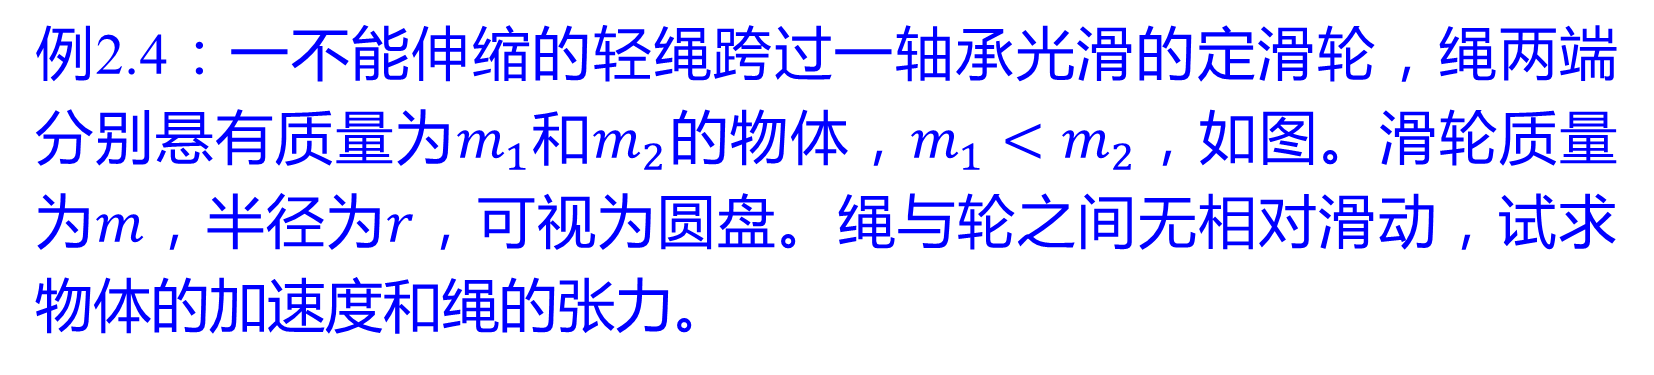 例2.4：一不能伸缩的轻绳跨过一轴承光滑的定滑轮，绳两端
分别悬有质量为m₁和m₂的物体，m₁ < m₂，如图。滑轮质量
为m，半径为r，可视为圆盘。绳与轮之间无相对滑动，试求
物体的加速度和绳的张力。